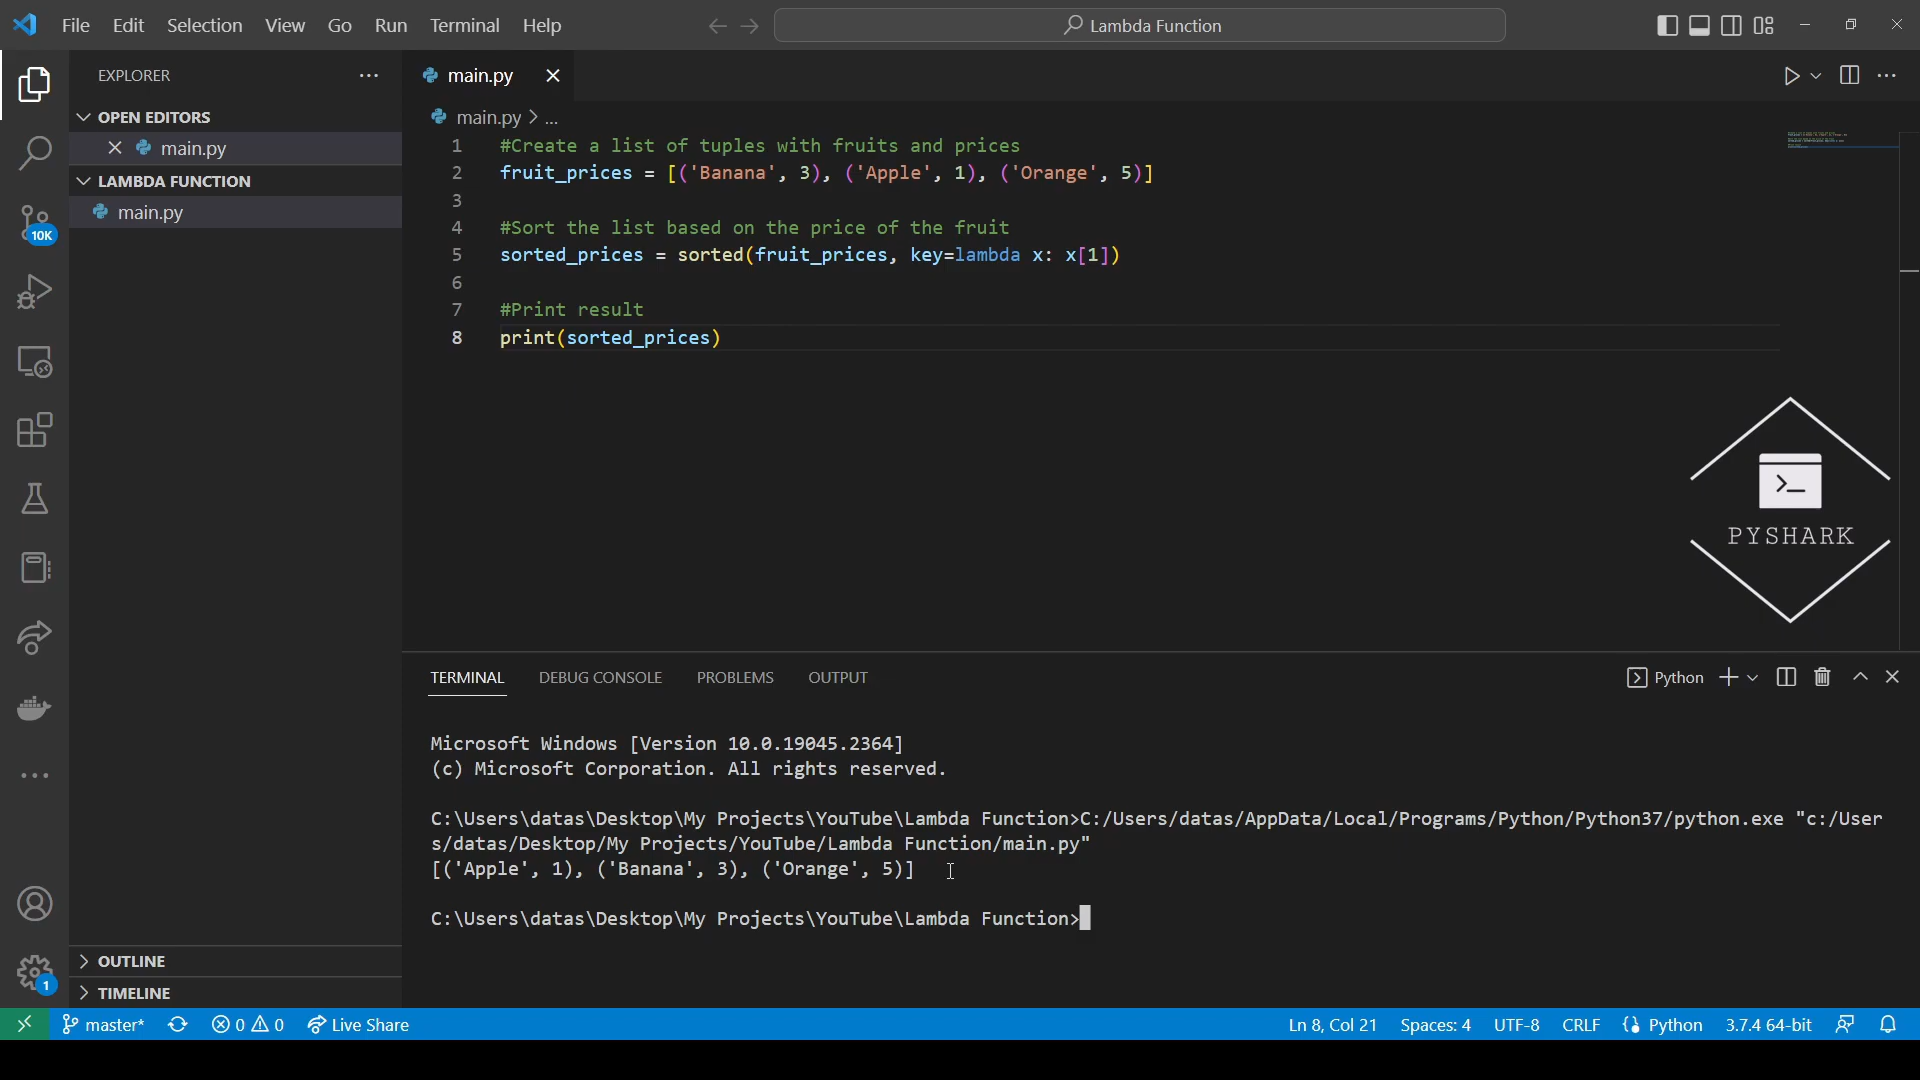 File Edit Selection View Go Run Terminal Help
Lambda Function
EXPLORER
OPEN EDITORS
main.py
LAMBDA FUNCTION
main.py
10K
OUTLINE
TIMELINE
1
main.py
main.py > ...
1 #Create a list of tuples with fruits and prices
2 fruit_prices = [('Banana', 3), ('Apple', 1), ('Orange', 5)]
3
4 #Sort the list based on the price of the fruit
5 sorted_prices = sorted(fruit_prices, key=lambda x: x[1])
6
7 #Print result
8 print(sorted_prices)
PYSHARK
TERMINAL DEBUG CONSOLE PROBLEMS OUTPUT
Python
Microsoft Windows [Version 10.0.19045.2364]
(c) Microsoft Corporation. All rights reserved.
C:\Users\datas\Desktop\My Projects\YouTube\Lambda Function>C:/Users/datas/AppData/Local/Programs/Python/Python37/python.exe "c:/User
s/datas/Desktop/My Projects/YouTube/Lambda Function/main.py"
[('Apple', 1), ('Banana', 3), ('Orange', 5)]
C:\Users\datas\Desktop\My Projects\YouTube\Lambda Function>
master* 0 0 Live Share Ln 8, Col 21 Spaces: 4 UTF-8 CRLF Python 3.7.4 64-bit